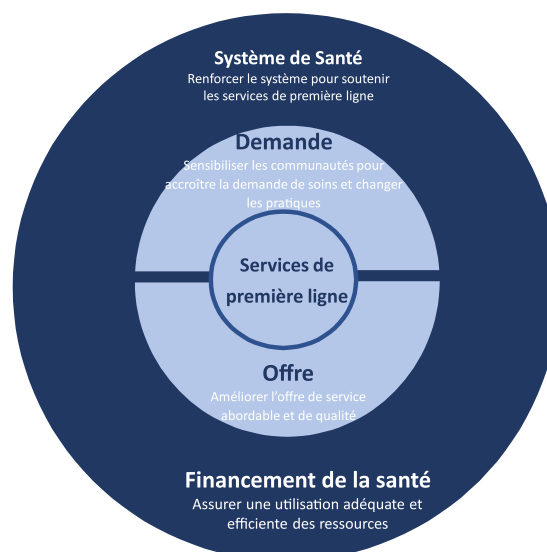 Système de Santé
Renforcer le système pour soutenir
les services de première ligne
Demande
Sensibiliser les communautés pour
accroître la demande de soins et changer
les pratiques
Services de
première ligne
Offre
Améliorer l'offre de service
abordable et de qualité
Financement de la santé
Assurer une utilisation adéquate et
efficiente des ressources